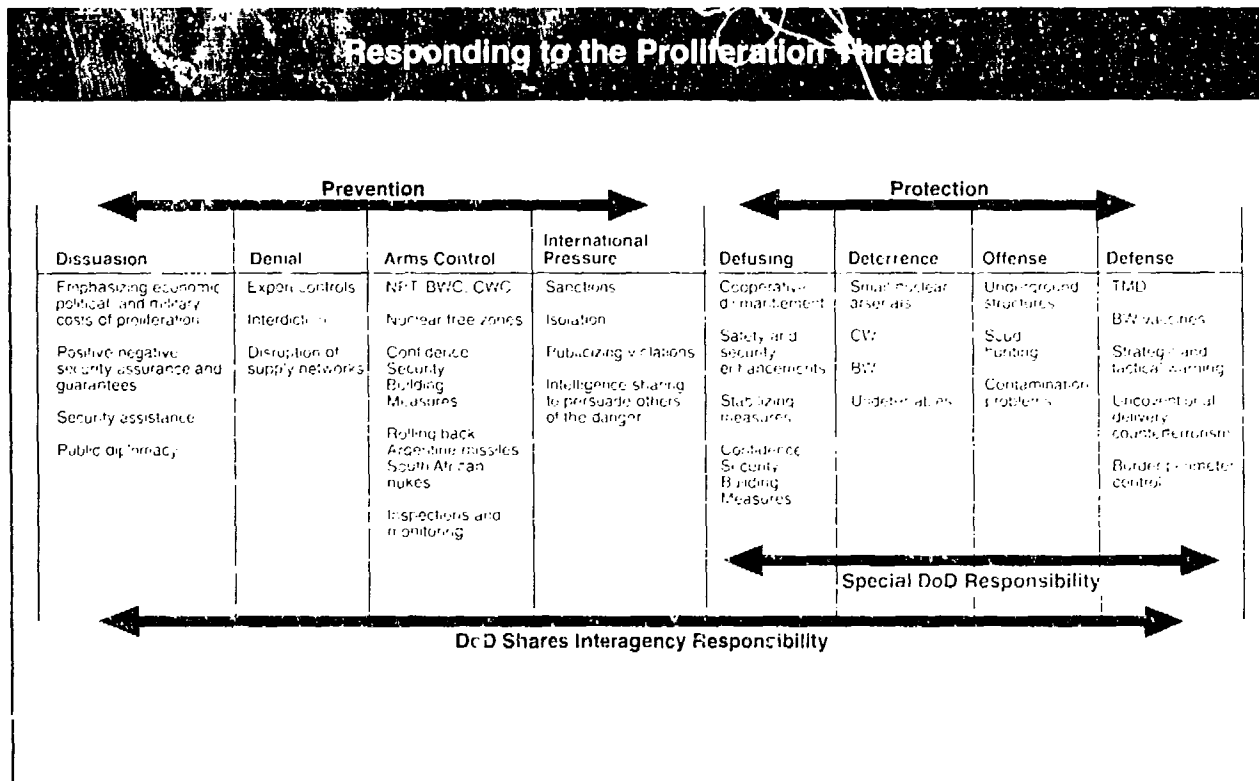 Responding to the Proliferation Threat
Prevention
Protection
Dissuasion
Emphasizing economic
political, and military
costs of proliferation
Positive negative
security assurance and
guarantees
Security assistance
Public diplomacy
Denial
Export controls
Interdiction
Disruption of
supply networks
Arms Control
NPT, BWC, CWC
Nuclear free zones
Confidence
Security
Building
Measures
Rolling back
Argentine missiles
South African
nukes
Inspections and
monitoring
International
Pressure
Sanctions
Isolation
Publicizing violations
Intelligence sharing
to persuade others
of the danger
Defusing
Cooperative
dismantlement
Safety and
security
enhancements
Stabilizing
measures
Confidence
Security
Building
Measures
Deterrence
Small nuclear
arsenals
CW
BW
Undeterrables
Offense
Underground
structures
Scud
hunting
Contamination
problems
Defense
TMD
BW vaccines
Strategic and
tactical warning
Uncoventional
delivery
counterterrorism
Border perimeter
control
Special DoD Responsibility
DoD Shares Interagency Responsibility